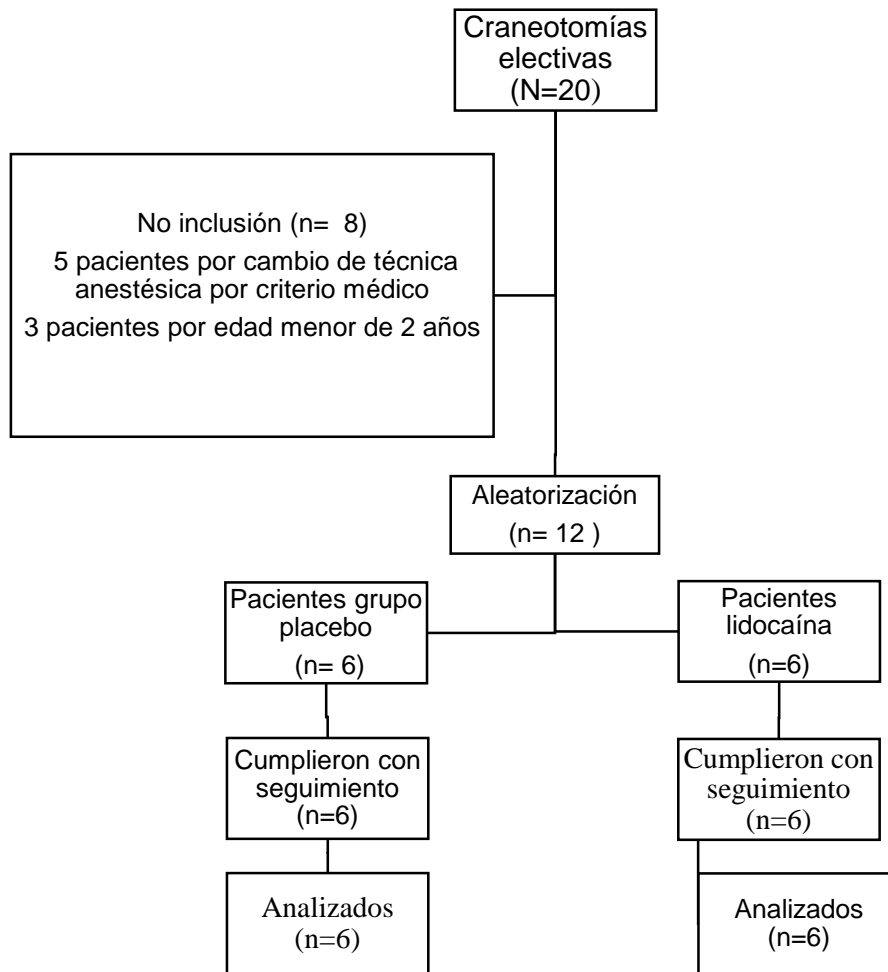 Craneotomías
electivas
(N=20)
No inclusión (n=  8)
5 pacientes por cambio de técnica
anestésica por criterio médico
3 pacientes por edad menor de 2 años
Aleatorización
(n= 12 )
Pacientes grupo
placebo
(n= 6)
Pacientes
lidocaína
(n=6)
Cumplieron con
seguimiento
(n=6)
Cumplieron con
seguimiento
(n=6)
Analizados
(n=6)
Analizados
(n=6)